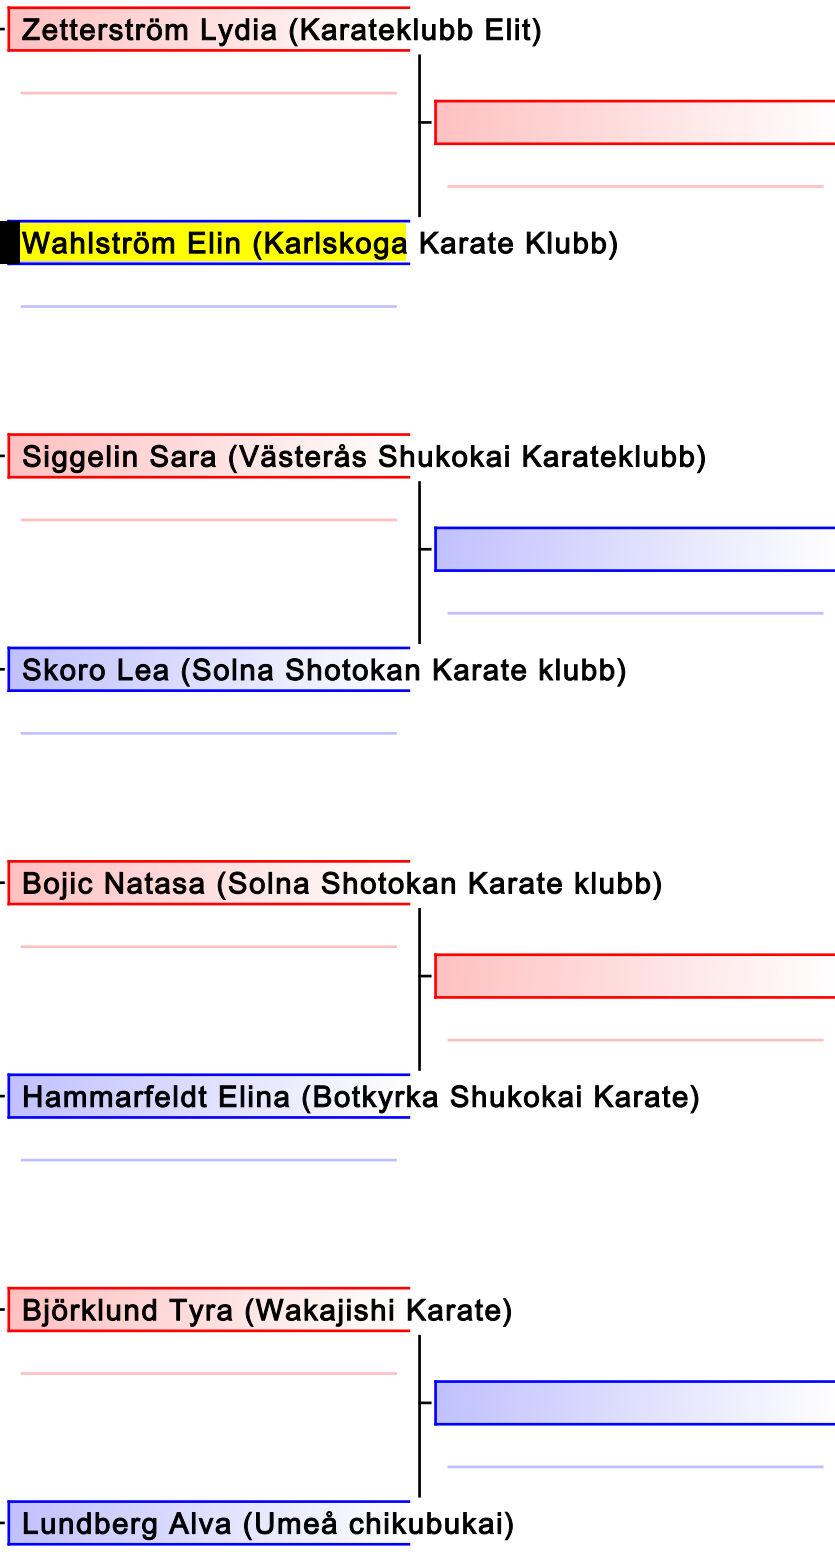 Zetterström Lydia (Karateklubb Elit)
Wahlström Elin (Karlskoga Karate Klubb)
Siggelin Sara (Västerås Shukokai Karateklubb)
Skoro Lea (Solna Shotokan Karate klubb)
Bojic Natasa (Solna Shotokan Karate klubb)
Hammarfeldt Elina (Botkyrka Shukokai Karate)
Björklund Tyra (Wakajishi Karate)
Lundberg Alva (Umeå chikubukai)